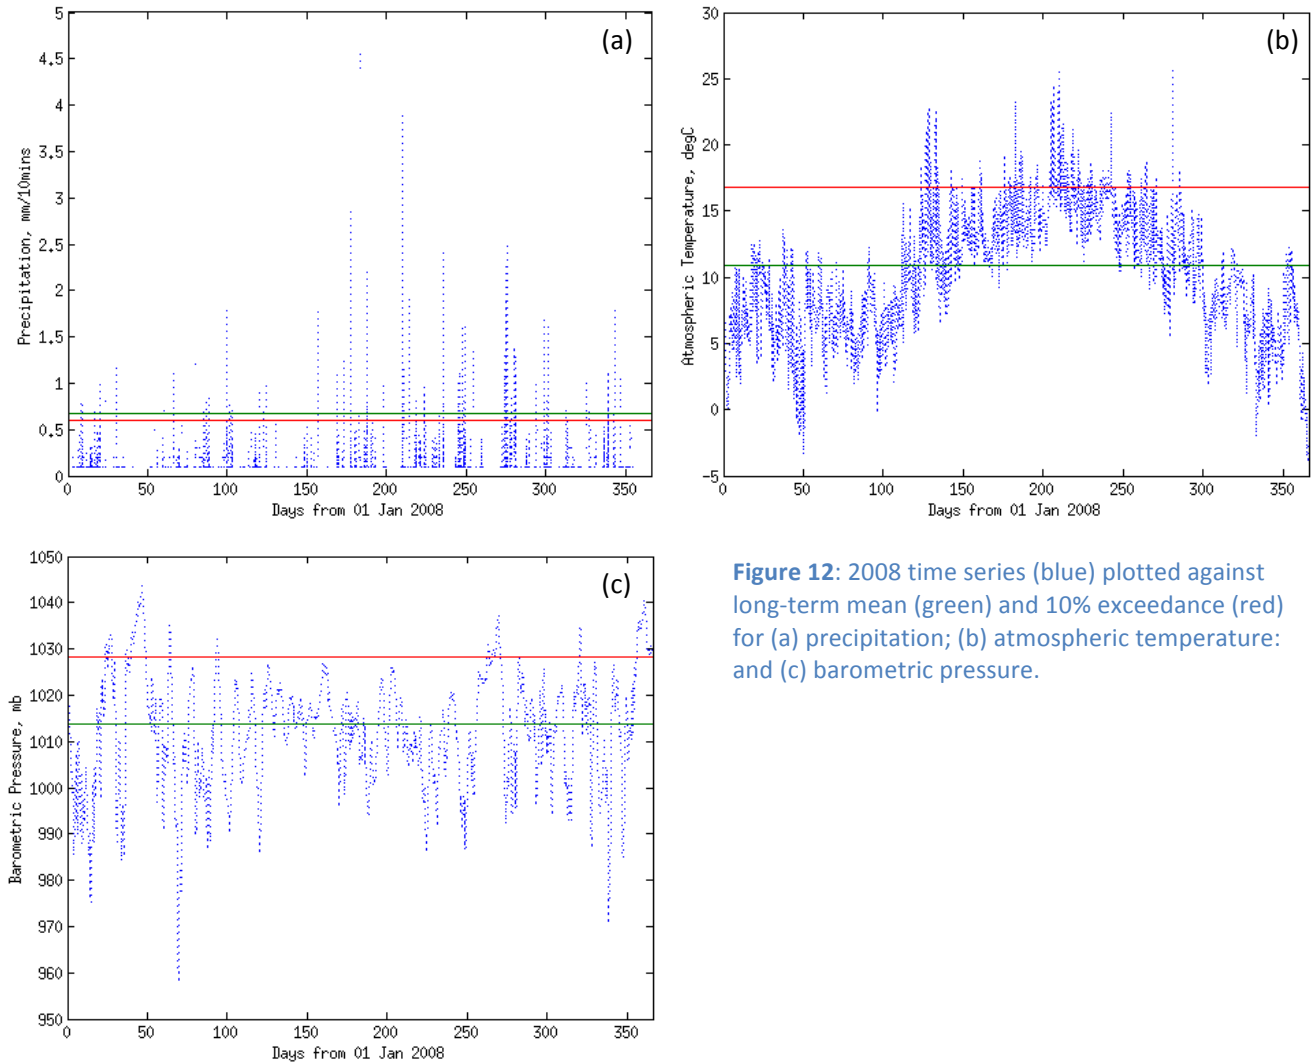 (a)
5
4.5
4
3.5
3
2.5
2
1.5
1
0.5
0
Precipitation, mm/10mins
0 50 100 150 200 250 300 350
Days from 01 Jan 2008
(b)
30
25
20
15
10
5
0
-5
Atmospheric Temperature, degC
0 50 100 150 200 250 300 350
Days from 01 Jan 2008
(c)
1050
1040
1030
1020
1010
1000
990
980
970
960
950
Barometric Pressure, mb
0 50 100 150 200 250 300 350
Days from 01 Jan 2008
Figure 12: 2008 time series (blue) plotted against
long-term mean (green) and 10% exceedance (red)
for (a) precipitation; (b) atmospheric temperature:
and (c) barometric pressure.